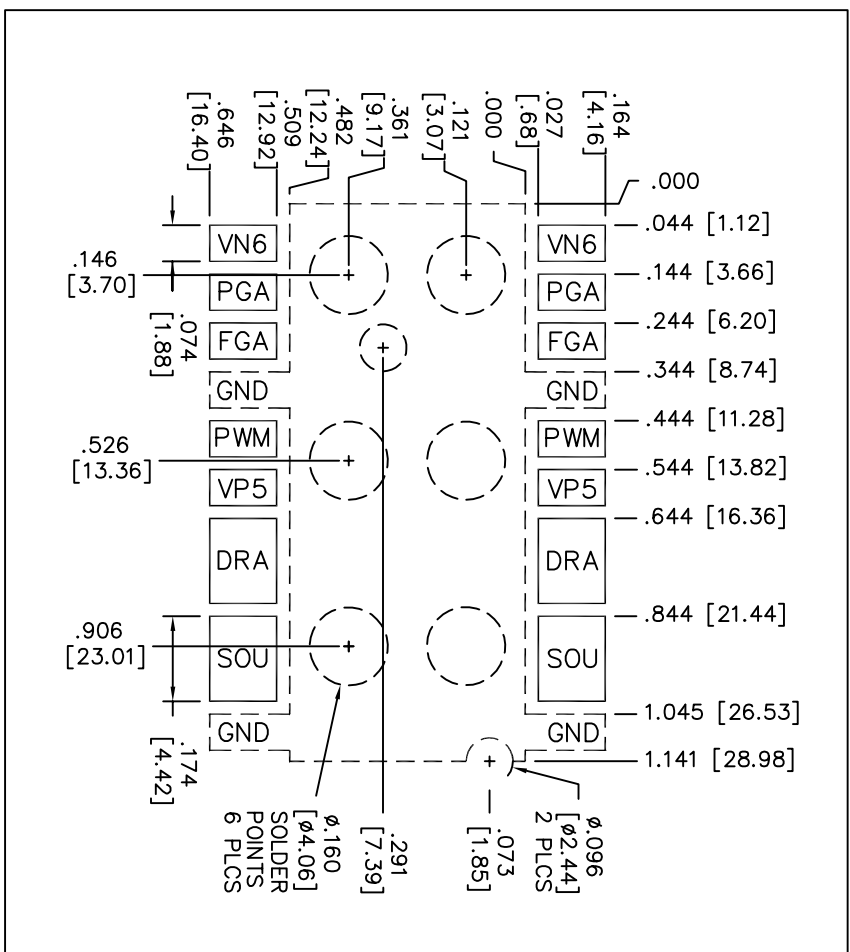 .646
[16.40]
.509
[12.92]
.482
[12.24]
.361
[9.17]
.121
[3.07]
.000
.027
[.68]
.164
[4.16]
.000
VN6
VN6
.044 [1.12]
.146
[3.70]
PGA
PGA
.144 [3.66]
.074
[1.88]
FGA
FGA
.244 [6.20]
GND
GND
.344 [8.74]
.526
[13.36]
PWM
PWM
.444 [11.28]
VP5
VP5
.544 [13.82]
DRA
DRA
.644 [16.36]
.906
[23.01]
SOU
SOU
.844 [21.44]
GND
GND
1.045 [26.53]
1.141 [28.98]
.174
[4.42]
ø.160
[ø4.06]
SOLDER
POINTS
6 PLCS
.291
[7.39]
.073
[1.85]
ø.096
[ø2.44]
2 PLCS